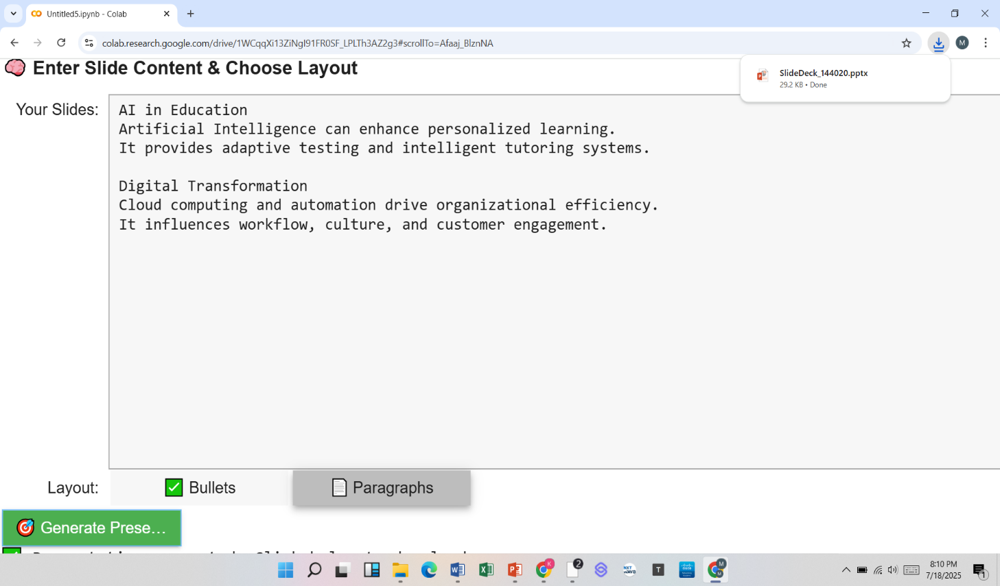 Untitled5.ipynb - Colab
colab.research.google.com/drive/1WCqqXi13ZiNgI91FR0SF_LPLTh3AZ2g3#scrollTo=Afaaj_BlznNA
M
Enter Slide Content & Choose Layout
SlideDeck_144020.pptx
29.2 KB • Done
Your Slides:
AI in Education
Artificial Intelligence can enhance personalized learning.
It provides adaptive testing and intelligent tutoring systems.
Digital Transformation
Cloud computing and automation drive organizational efficiency.
It influences workflow, culture, and customer engagement.
Layout:
Bullets
Paragraphs
Generate Prese...
K
2
NXT
WAVE
T
M
M
8:10 PM
7/18/2025
1